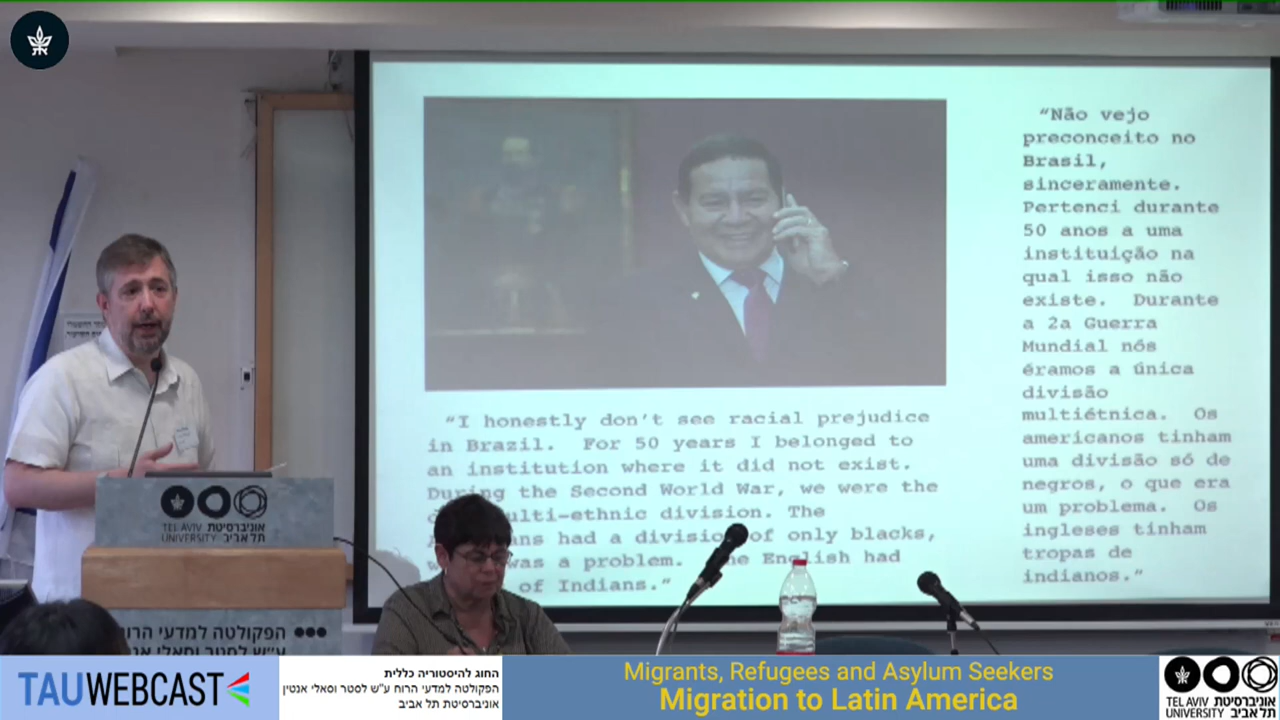 “Não vejo
preconceito no
Brasil,
sinceramente.
Pertenci durante
50 anos a uma
instituição na
qual isso não
existe. Durante
a 2a Guerra
Mundial nós
éramos a única
divisão
multiétnica. Os
americanos tinham
uma divisão só de
negros, o que era
um problema. Os
ingleses tinham
tropas de
indianos.”
“I honestly don’t see racial prejudice
in Brazil. For 50 years I belonged to
an institution where it did not exist.
During the Second World War, we were the
multi-ethnic division. The
had a division of only blacks,
was a problem. The English had
of Indians.”
TEL AVIV אוניברסיטת
UNIVERSITY תל אביב
הפקולטה למדעי הרוח
ע"ש לסטר וסאלי אנטין
TAUWEBCAST
החוג להיסטוריה כללית
הפקולטה למדעי הרוח ע"ש לסטר וסאלי אנטין
אוניברסיטת תל אביב
Migrants, Refugees and Asylum Seekers
Migration to Latin America
TEL AVIV אוניברסיטת
UNIVERSITY תל אביב